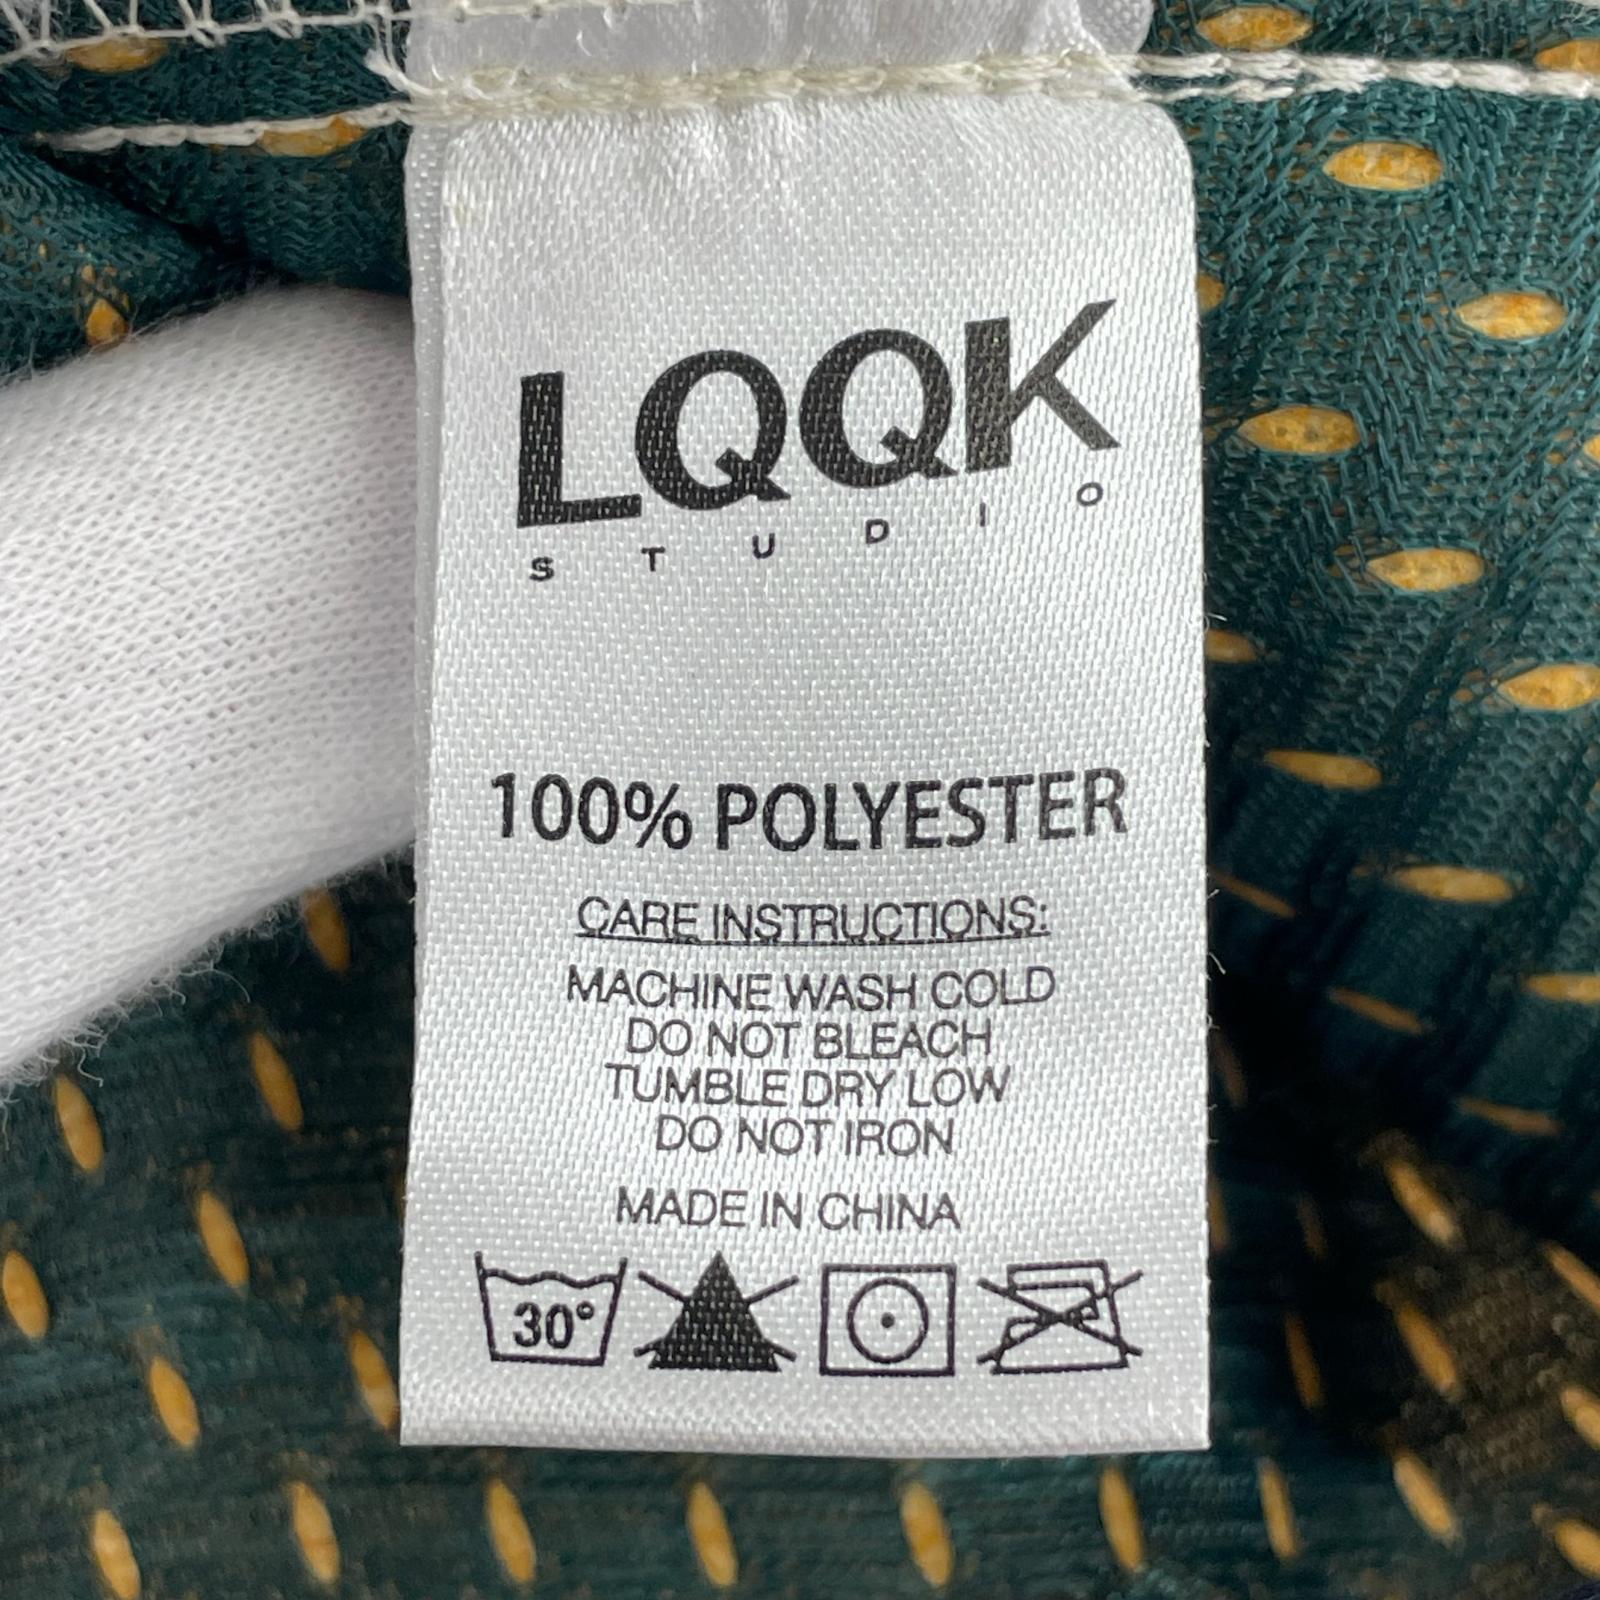 LQQK
STUDIO
100% POLYESTER
CARE INSTRUCTIONS:
MACHINE WASH COLD
DO NOT BLEACH
TUMBLE DRY LOW
DO NOT IRON
MADE IN CHINA
30°